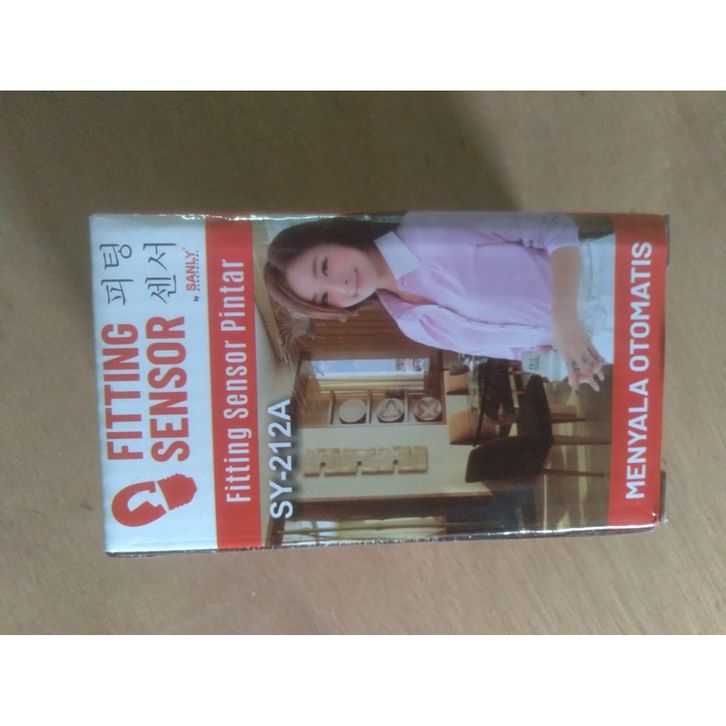 FITTING 피팅
SENSOR 센서
by SANLY
Fitting Sensor Pintar
SY-212A
MENYALA OTOMATIS